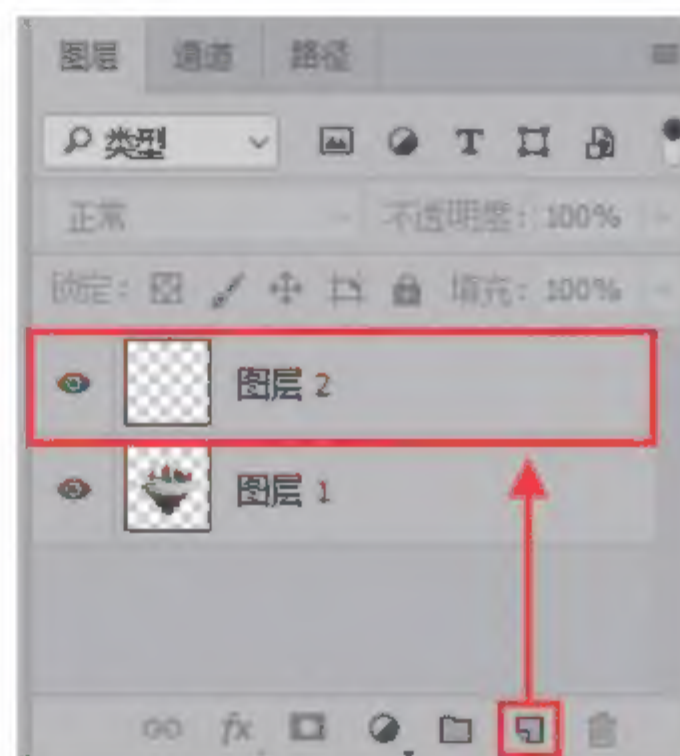 图层 通道 路径
类型 T
正常 不透明度: 100%
锁定: 填充: 100%
图层 2
图层 1
fx